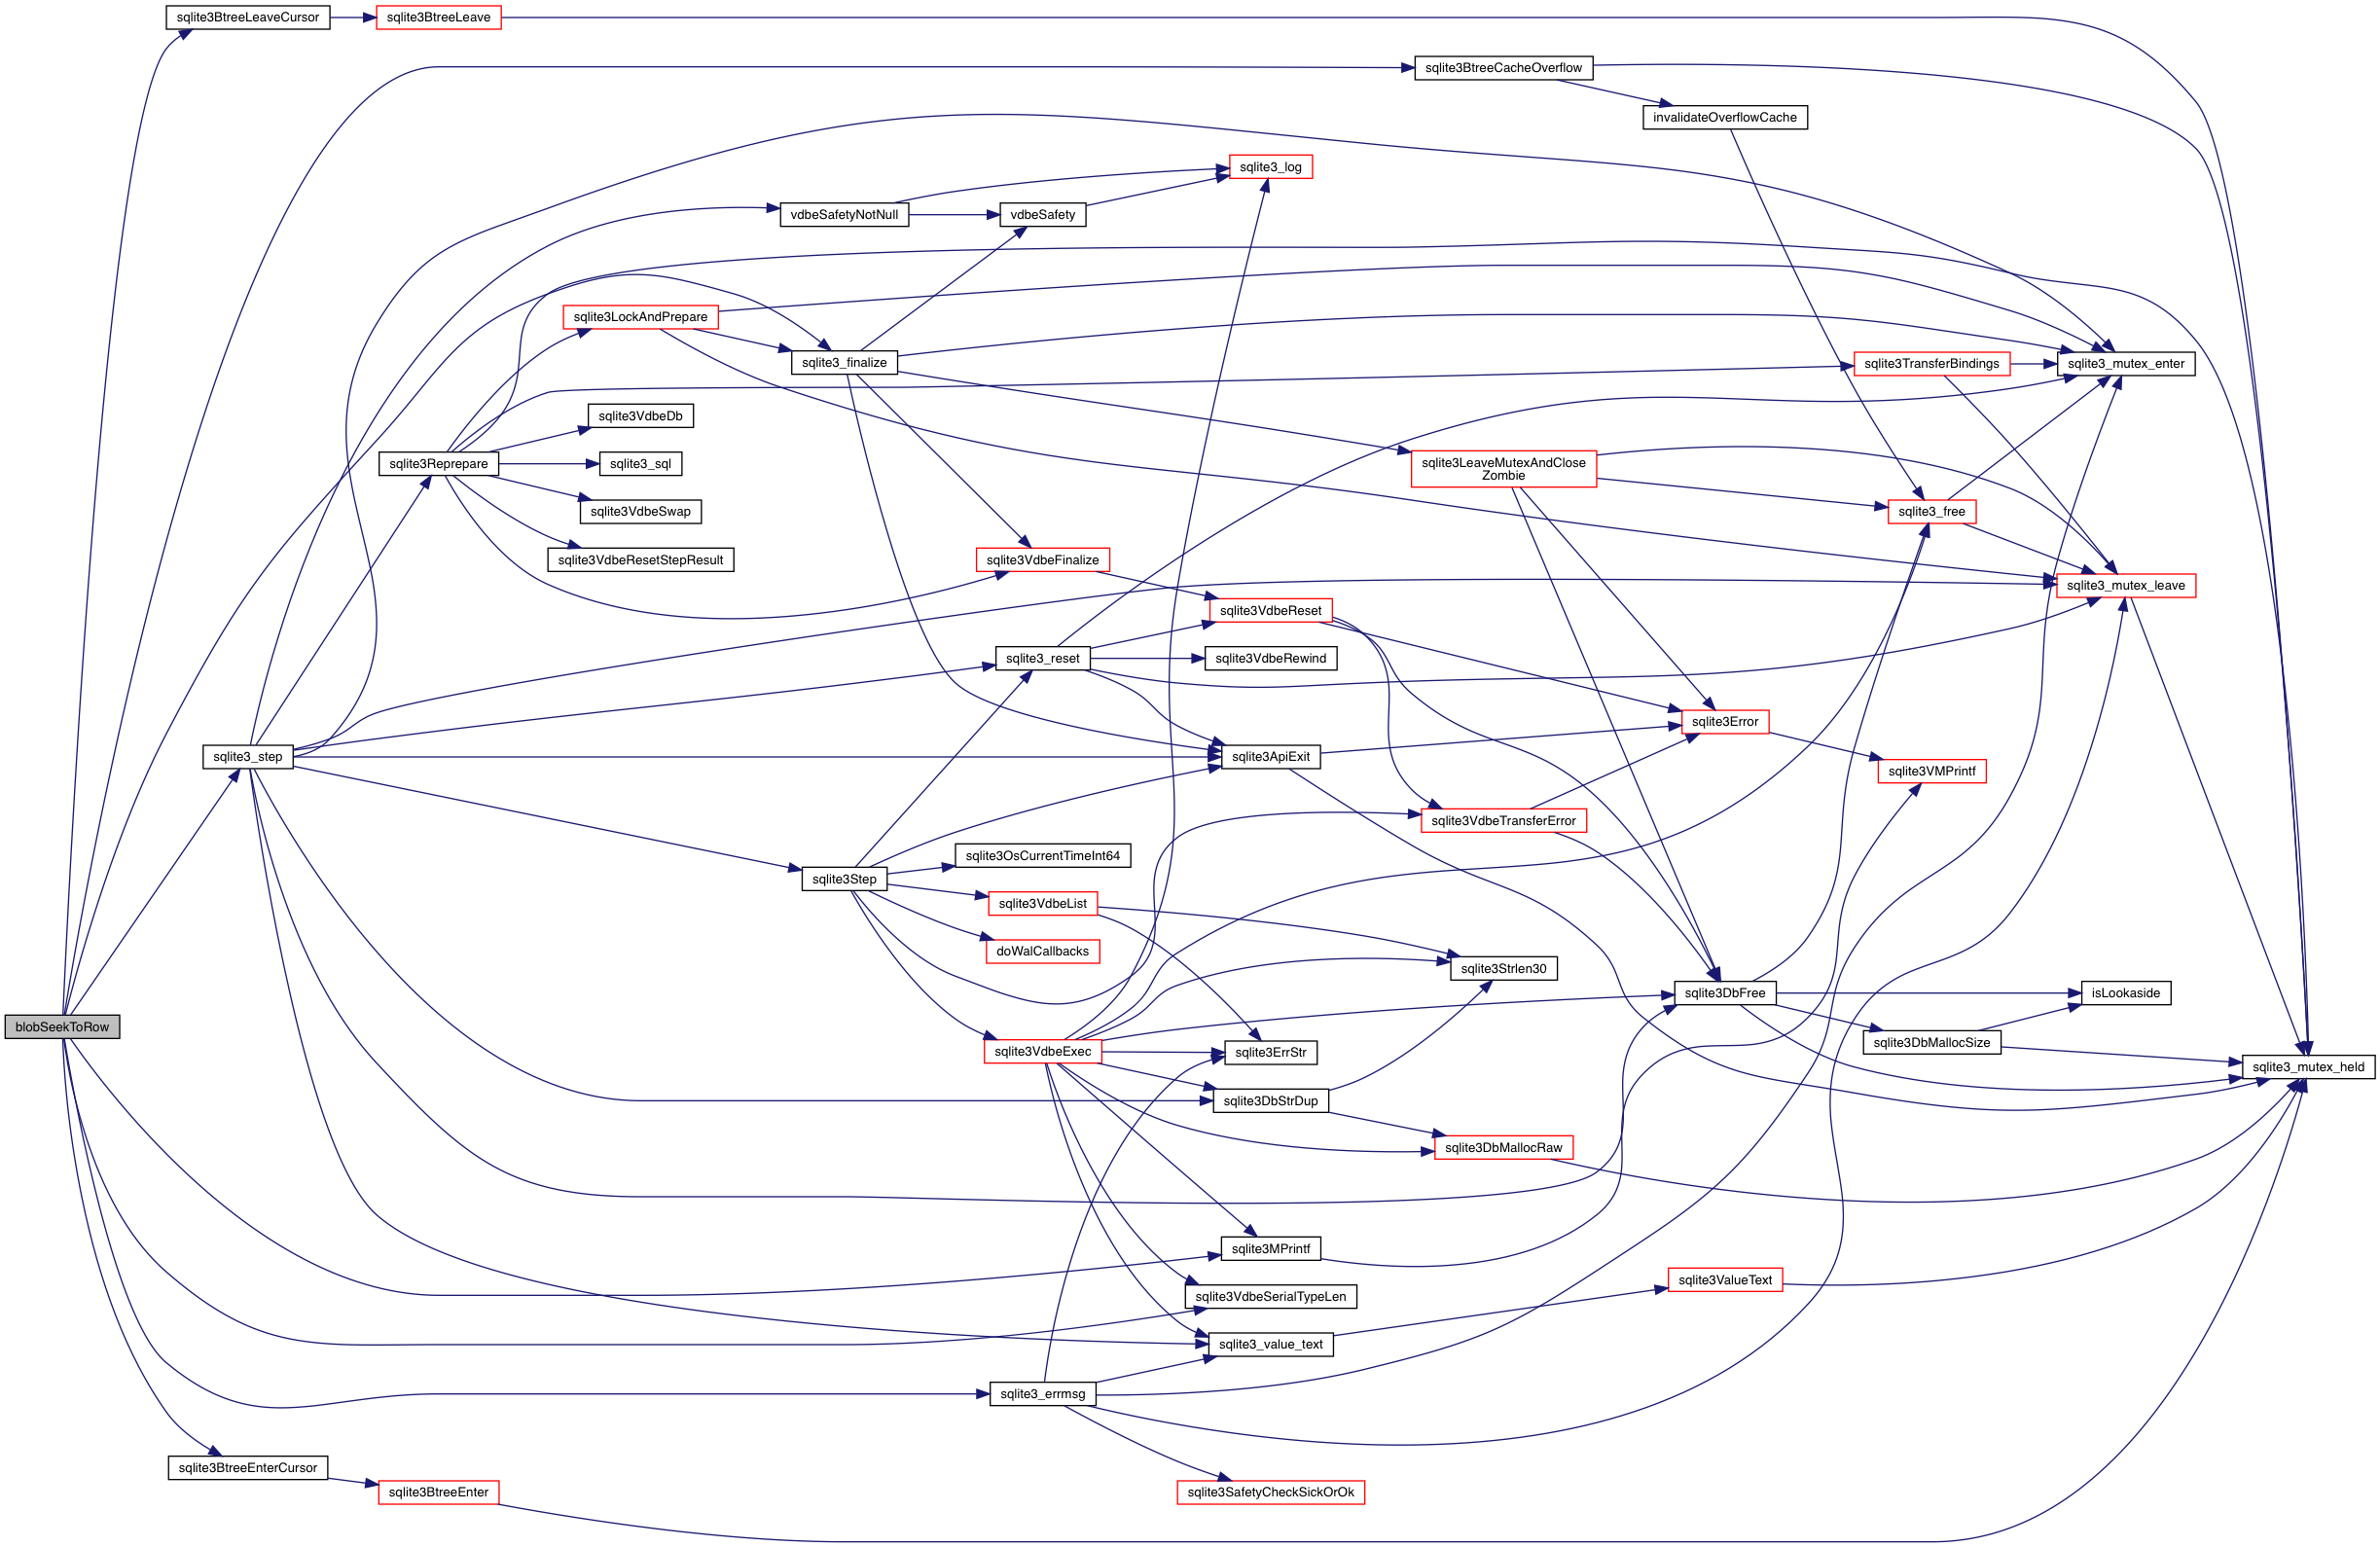 sqlite3BtreeLeaveCursor
sqlite3BtreeLeave
sqlite3BtreeCacheOverflow
invalidateOverflowCache
sqlite3_log
vdbeSafetyNotNull
vdbeSafety
sqlite3LockAndPrepare
sqlite3_finalize
sqlite3TransferBindings
sqlite3_mutex_enter
sqlite3VdbeDb
sqlite3Reprepare
sqlite3_sql
sqlite3LeaveMutexAndClose
Zombie
sqlite3VdbeSwap
sqlite3_free
sqlite3VdbeResetStepResult
sqlite3VdbeFinalize
sqlite3_mutex_leave
sqlite3VdbeReset
sqlite3_reset
sqlite3VdbeRewind
sqlite3Error
sqlite3_step
sqlite3ApiExit
sqlite3VMPrintf
sqlite3VdbeTransferError
sqlite3OsCurrentTimeInt64
sqlite3Step
sqlite3VdbeList
doWalCallbacks
sqlite3Strlen30
sqlite3DbFree
isLookaside
blobSeekToRow
sqlite3DbMallocSize
sqlite3VdbeExec
sqlite3ErrStr
sqlite3_mutex_held
sqlite3DbStrDup
sqlite3DbMallocRaw
sqlite3MPrintf
sqlite3ValueText
sqlite3VdbeSerialTypeLen
sqlite3_value_text
sqlite3_errmsg
sqlite3BtreeEnterCursor
sqlite3BtreeEnter
sqlite3SafetyCheckSickOrOk